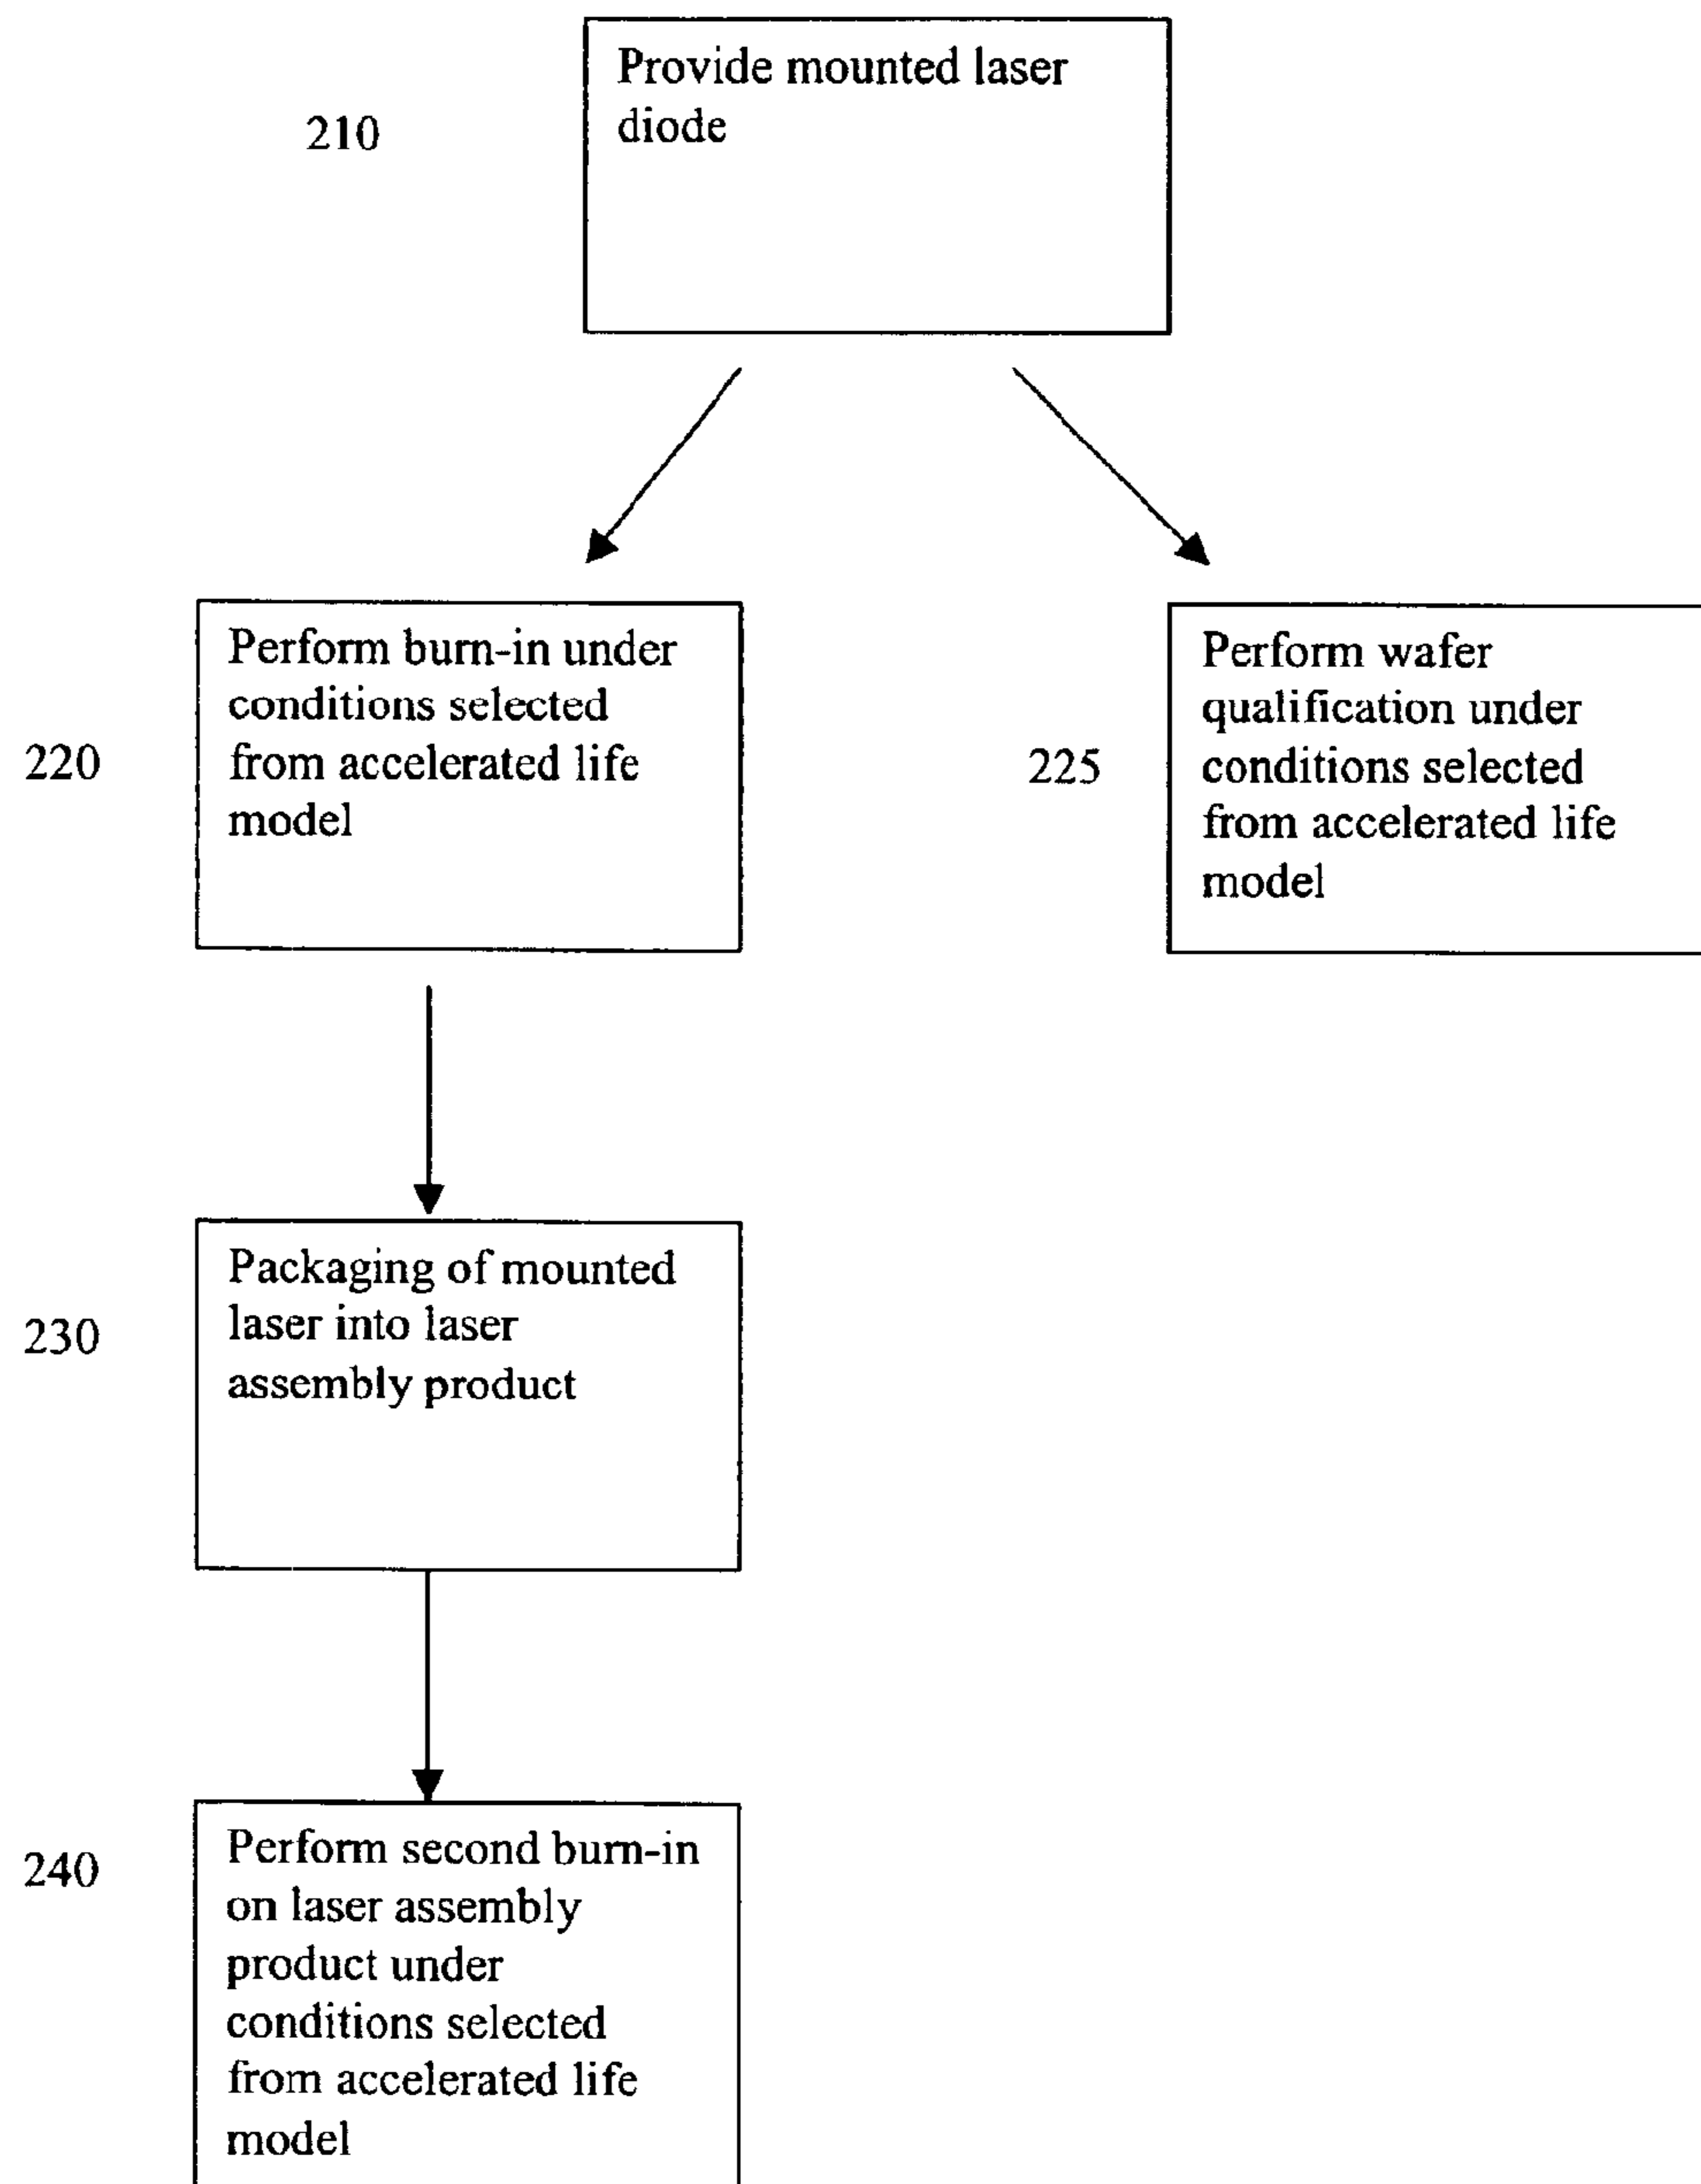 Provide mounted laser
diode
210
Perform burn-in under
conditions selected
from accelerated life
model
220
Perform wafer
qualification under
conditions selected
from accelerated life
model
225
Packaging of mounted
laser into laser
assembly product
230
Perform second burn-in
on laser assembly
product under
conditions selected
from accelerated life
model
240